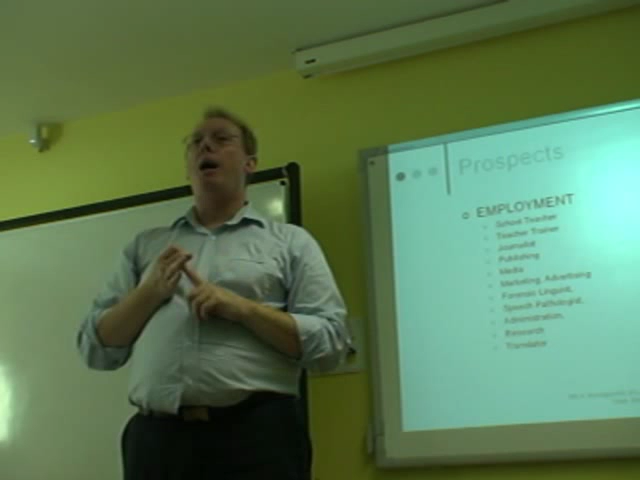 Prospects
EMPLOYMENT
School Teacher
Teacher Trainer
Journalist
Publishing
Media
Marketing, Advertising
Forensic Linguist,
Speech Pathologist,
Administration,
Research
Translator